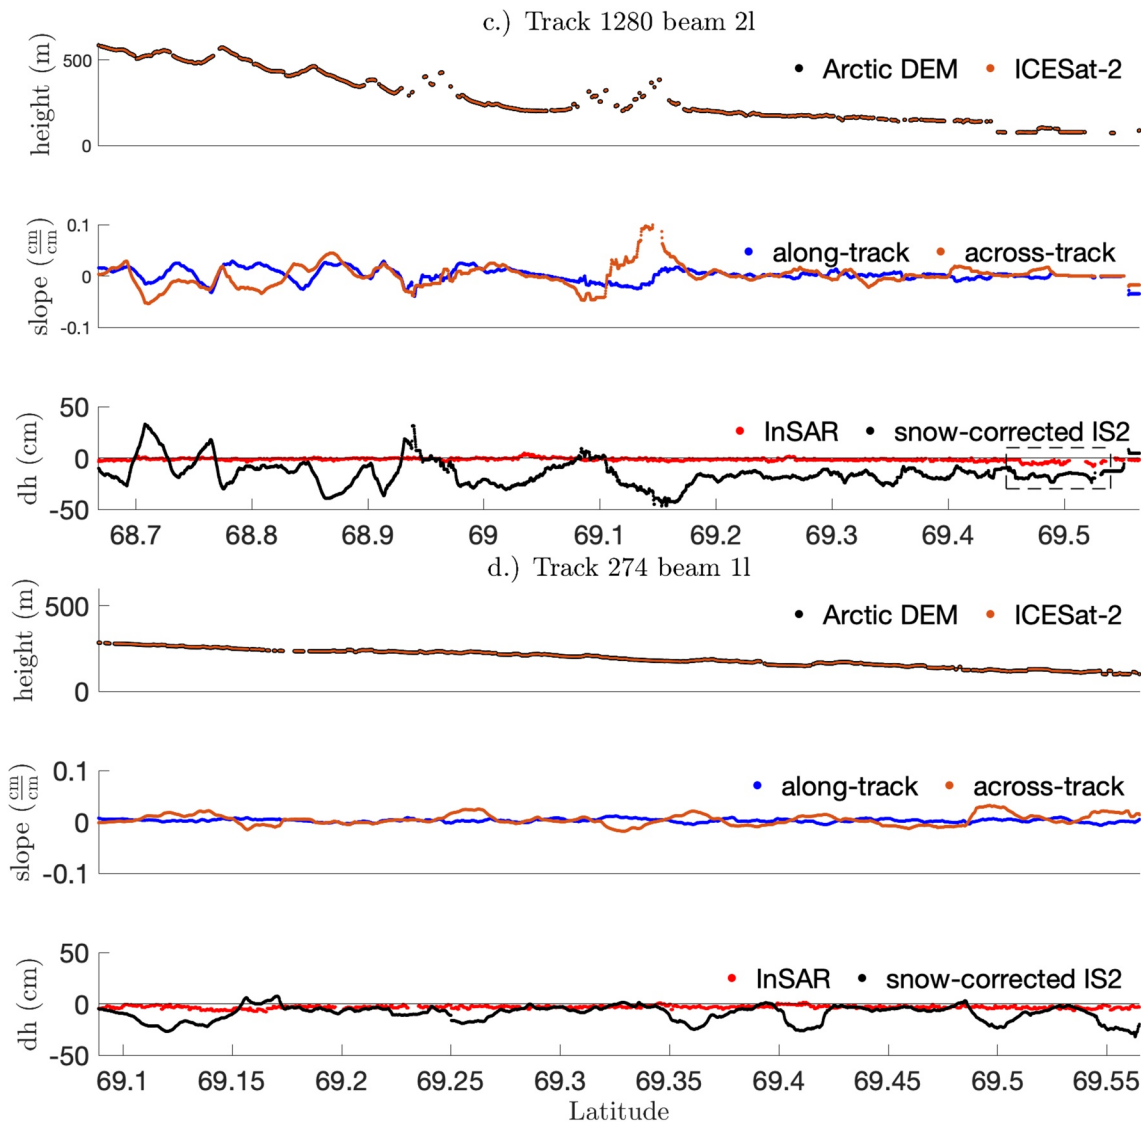 c.) Track 1280 beam 2l
height (m)
500
0
Arctic DEM
ICESat-2
slope (cm/cm)
0.1
0
-0.1
along-track
across-track
dh (cm)
50
0
-50
InSAR
snow-corrected IS2
68.7 68.8 68.9 69 69.1 69.2 69.3 69.4 69.5
d.) Track 274 beam 1l
height (m)
500
0
Arctic DEM
ICESat-2
slope (cm/cm)
0.1
0
-0.1
along-track
across-track
dh (cm)
50
0
-50
InSAR
snow-corrected IS2
69.1 69.15 69.2 69.25 69.3 69.35 69.4 69.45 69.5 69.55
Latitude